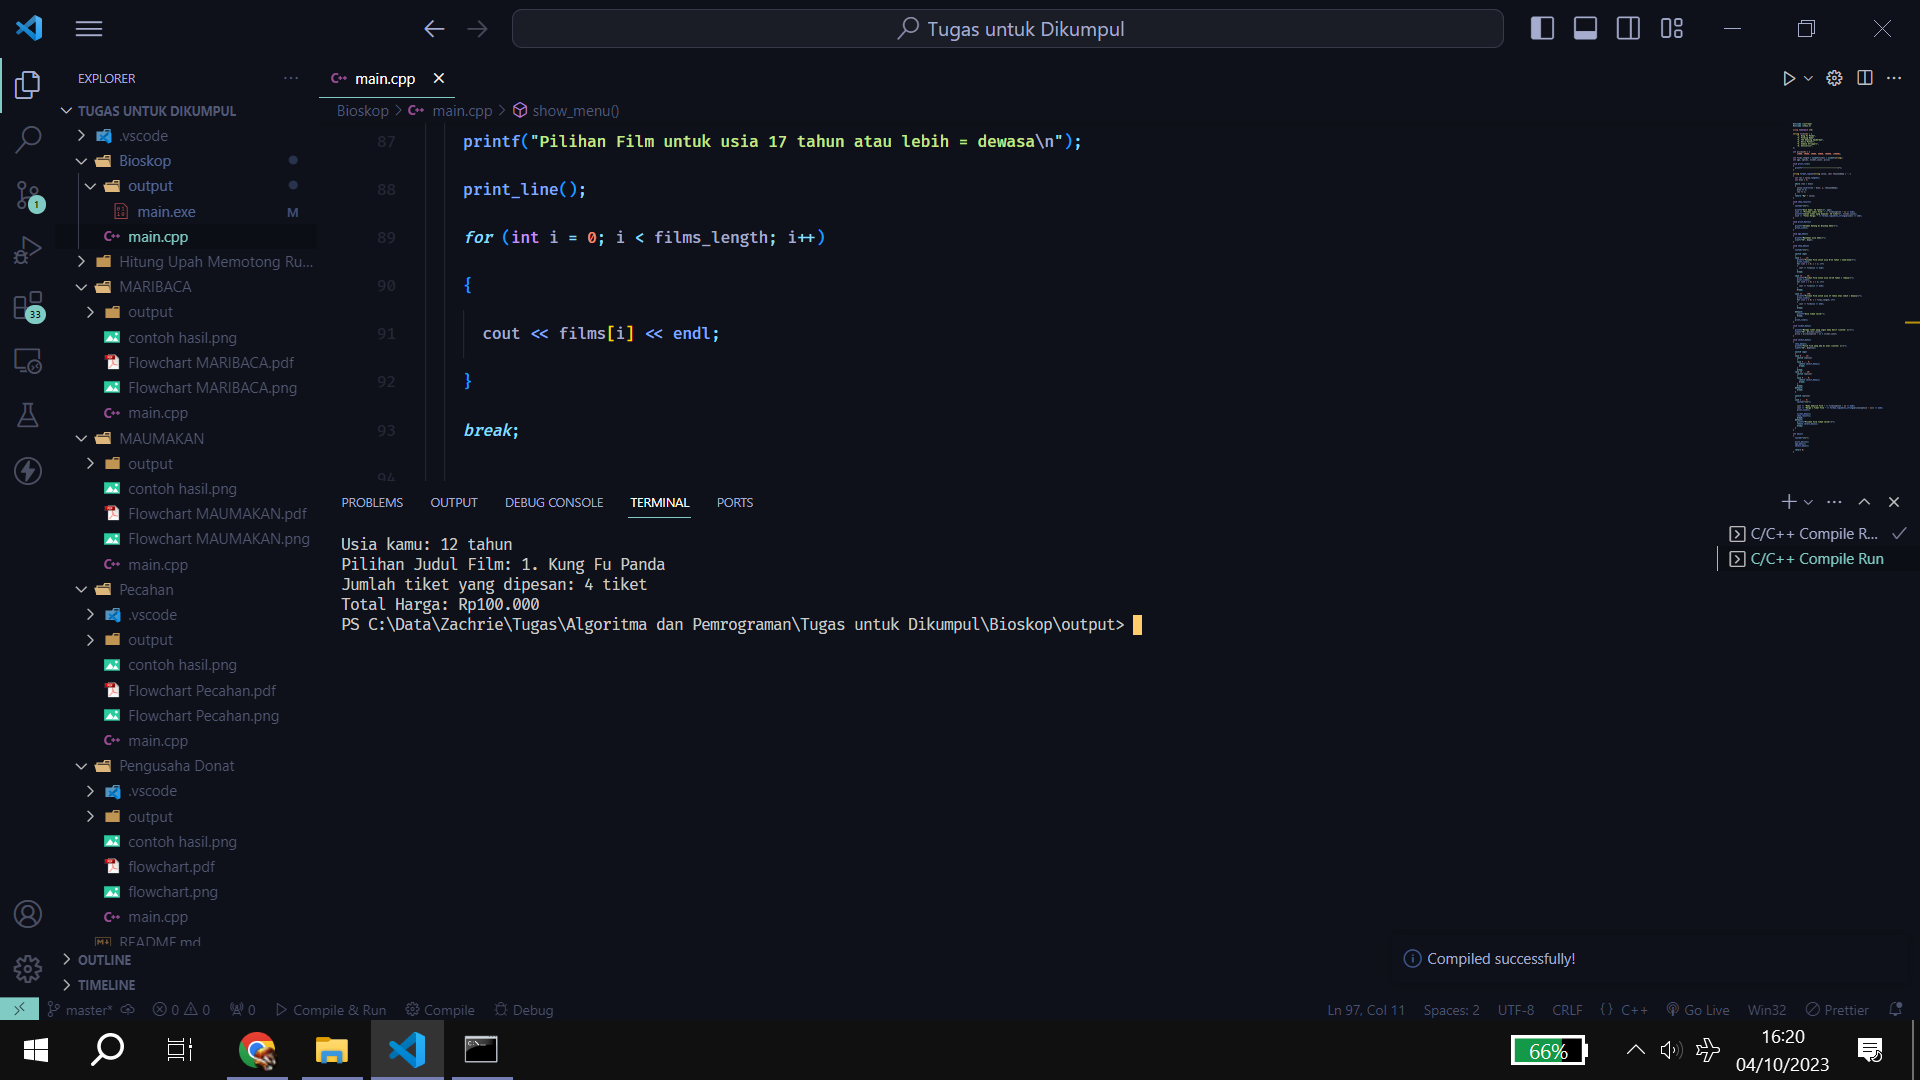 Tugas untuk Dikumpul
EXPLORER
TUGAS UNTUK DIKUMPUL
.vscode
Bioskop
output
main.exe M
main.cpp
Hitung Upah Memotong Ru...
MARIBACA
output
contoh hasil.png
Flowchart MARIBACA.pdf
Flowchart MARIBACA.png
main.cpp
MAUMAKAN
output
contoh hasil.png
Flowchart MAUMAKAN.pdf
Flowchart MAUMAKAN.png
main.cpp
Pecahan
.vscode
output
contoh hasil.png
Flowchart Pecahan.pdf
Flowchart Pecahan.png
main.cpp
Pengusaha Donat
.vscode
output
contoh hasil.png
flowchart.pdf
flowchart.png
main.cpp
README.md
OUTLINE
TIMELINE
1
33
main.cpp
Bioskop > main.cpp > show_menu()
87 printf("Pilihan Film untuk usia 17 tahun atau lebih = dewasa\n");
88 print_line();
89 for (int i = 0; i < films_length; i++)
90 {
91 cout << films[i] << endl;
92 }
93 break;
94
PROBLEMS OUTPUT DEBUG CONSOLE TERMINAL PORTS
Usia kamu: 12 tahun
Pilihan Judul Film: 1. Kung Fu Panda
Jumlah tiket yang dipesan: 4 tiket
Total Harga: Rp100.000
PS C:\Data\Zachrie\Tugas\Algoritma dan Pemrograman\Tugas untuk Dikumpul\Bioskop\output>
C/C++ Compile R...
C/C++ Compile Run
Compiled successfully!
master* 0 0 0 Compile & Run Compile Debug
Ln 97, Col 11 Spaces: 2 UTF-8 CRLF {} C++ Go Live Win32 Prettier
66%
16:20
04/10/2023